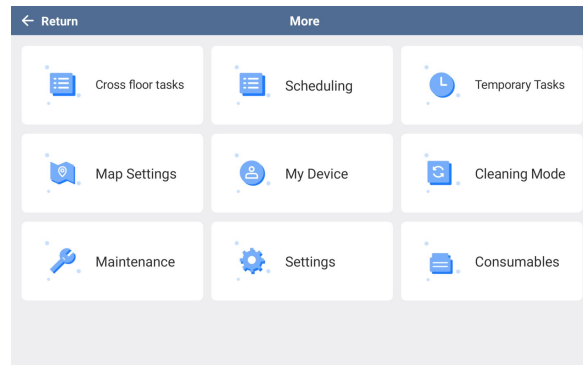 Return
More
Cross floor tasks
Scheduling
Temporary Tasks
Map Settings
My Device
Cleaning Mode
Maintenance
Settings
Consumables